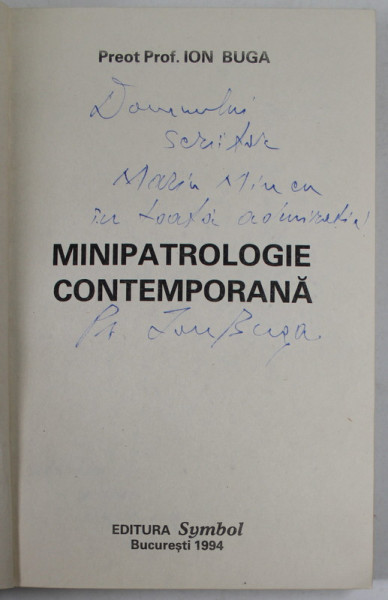 Preot Prof. ION BUGA
Domnului
scriitor
Marin Mincu
cu toată admirația!
MINIPATROLOGIE
CONTEMPORANĂ
Pr Ion Buga
EDITURA Symbol
București 1994